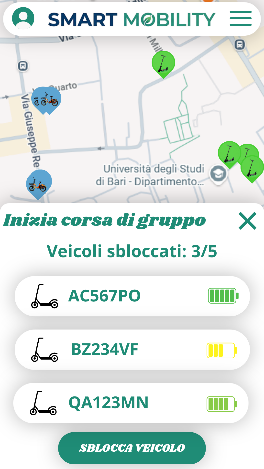 SMART MOBILITY
Via
Via Giuseppe Re
Università degli Studi
di Bari - Dipartimento...
Inizia corsa di gruppo
Veicoli sbloccati: 3/5
AC567PO
BZ234VF
QA123MN
SBLOCCA VEICOLO